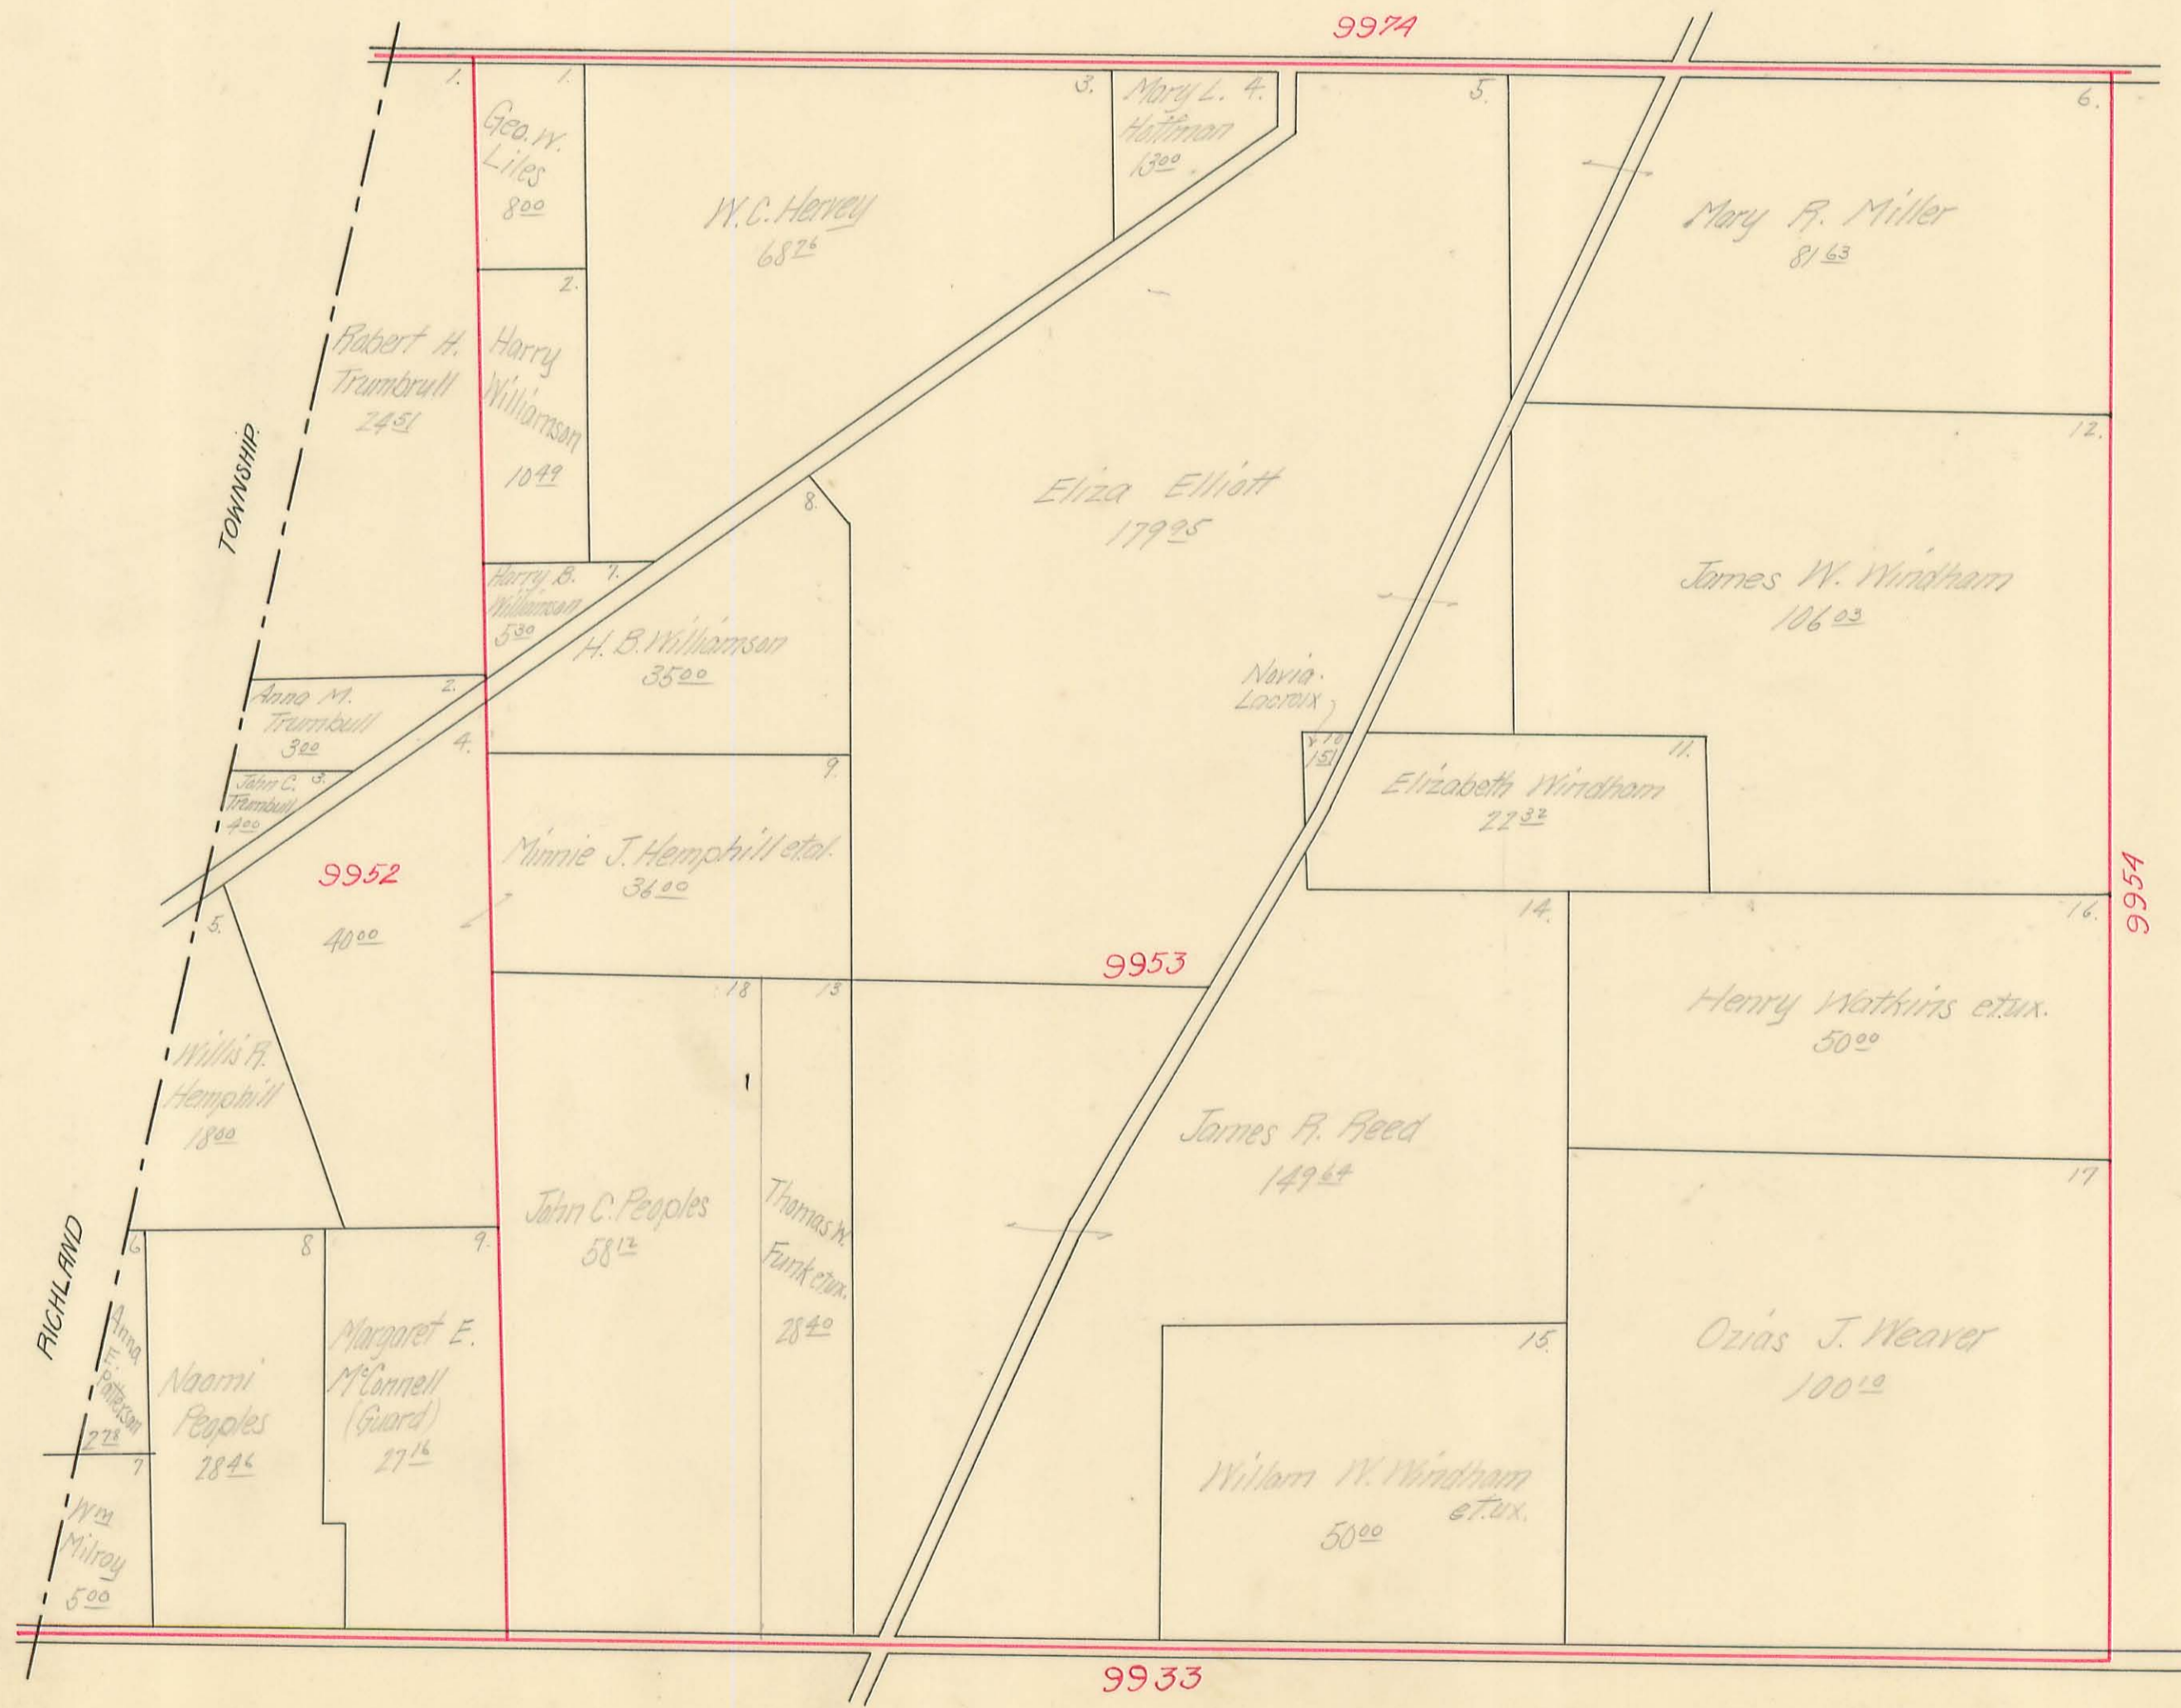 9974
1.
1.
3.
Mary L. 4.
Hoffman
13 00
5.
6.
Geo. W.
Liles
8 00
W.C. Hervey
68 26
Mary R. Miller
81 63
2.
Robert H.
Trumbrull
24 51
Harry
Williamson
10 49
12.
TOWNSHIP.
8.
Eliza Elliott
179 95
James W. Windham
106 03
Harry B. 7.
Williamson
5 30
H. B. Williamson
35 00
Anna M. 2.
Trumbull
3 00
Novia
Lacroix
4.
10
1 51
11.
John C. 3.
Trumbull
4 00
9.
Elizabeth Windham
22 32
Minnie J. Hemphill et.al.
36 00
9952
40 00
9954
5.
14.
16.
9953
18
13
Henry Watkins et.ux.
50 00
Willis R.
Hemphill
18 00
James R. Reed
149 64
17
John C. Peoples
58 12
Thomas W.
Funk et.ux.
28 40
RICHLAND
6
8
9.
Anna
M.
Patterson
2 78
Naomi
Peoples
28 46
Margaret E.
McConnell
(Guard)
27 16
15.
Ozias J. Weaver
100 10
7
Wm
Milroy
5 00
Willam W. Windham
et.ux.
50 00
9933